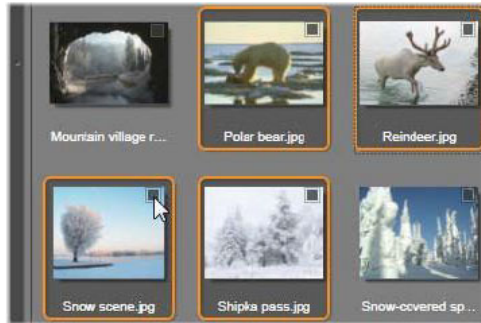 Mountain village r...
Polar bear.jpg
Reindeer.jpg
Snow scene.jpg
Shipka pass.jpg
Snow-covered sp...